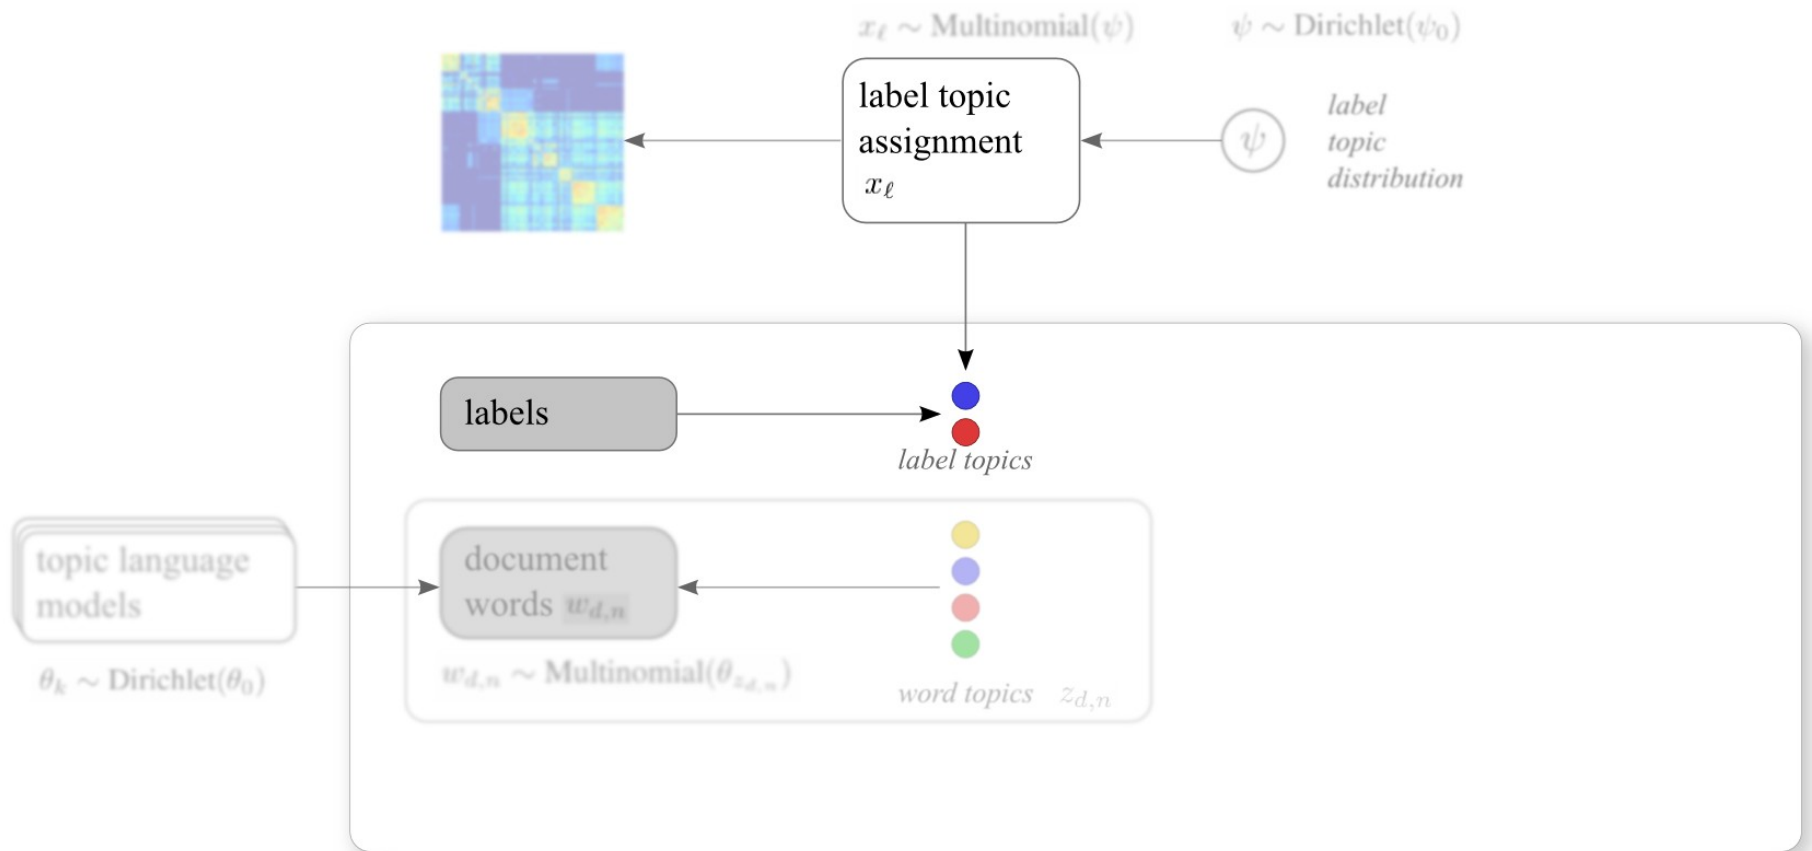 x_ℓ ∼ Multinomial(ψ)
ψ ∼ Dirichlet(ψ_0)
label topic
assignment
x_ℓ
ψ
label
topic
distribution
labels
label topics
topic language
models
θ_k ∼ Dirichlet(θ_0)
document
words w_{d,n}
w_{d,n} ∼ Multinomial(θ_{z_{d,n}})
word topics z_{d,n}